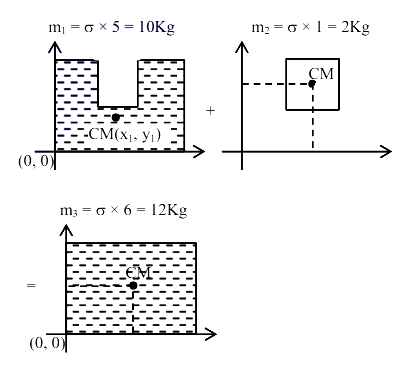 m₁ = σ × 5 = 10Kg
m₂ = σ × 1 = 2Kg
CM
+
CM(x₁, y₁)
(0, 0)
m₃ = σ × 6 = 12Kg
CM
=
(0, 0)